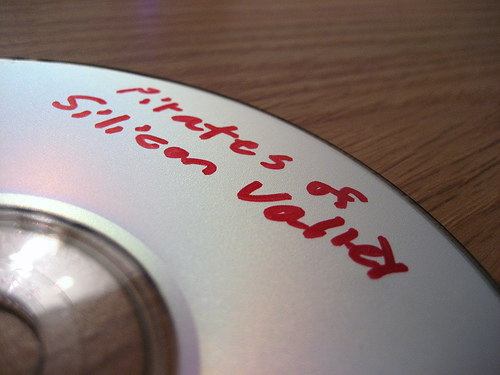 Pirates of
Silicon Valley